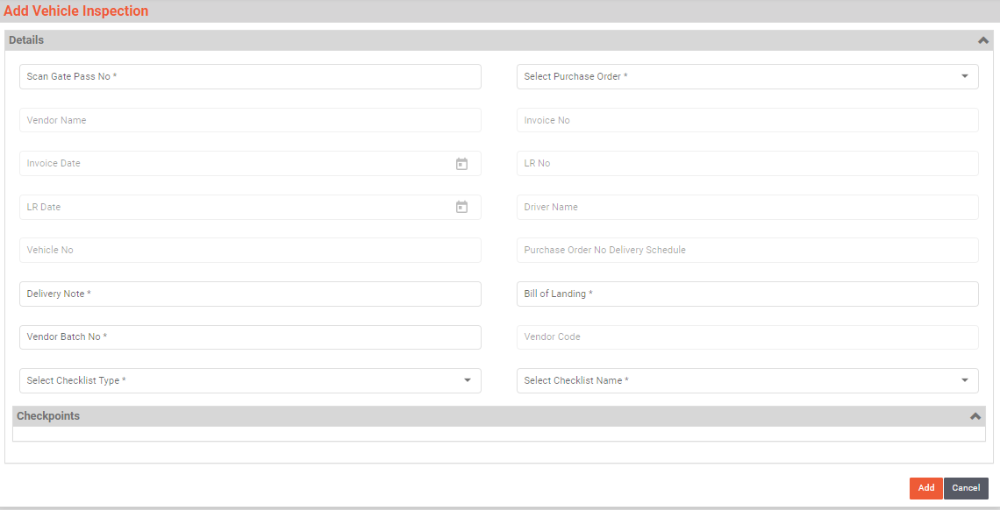 Add Vehicle Inspection
Details
Scan Gate Pass No *
Select Purchase Order *
Vendor Name
Invoice No
Invoice Date
LR No
LR Date
Driver Name
Vehicle No
Purchase Order No Delivery Schedule
Delivery Note *
Bill of Landing *
Vendor Batch No *
Vendor Code
Select Checklist Type *
Select Checklist Name *
Checkpoints
Add
Cancel